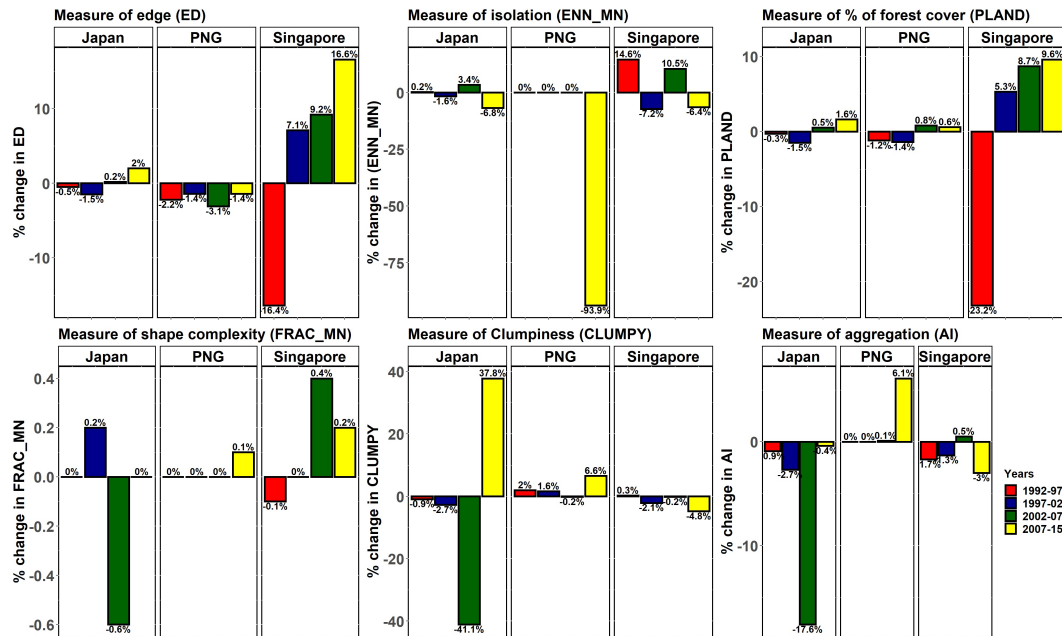 Measure of edge (ED)
Japan PNG Singapore
% change in ED
10
0
-10
-0.5% -1.5% 0.2% 2%
-2.2% -1.4% -3.1% -1.4%
-16.4% 7.1% 9.2% 16.6%
Measure of isolation (ENN_MN)
Japan PNG Singapore
% change in (ENN_MN)
0
-25
-50
-75
0.2% -1.6% 3.4% -6.8%
0% 0% 0% -93.9%
14.6% -7.2% 10.5% -6.4%
Measure of % of forest cover (PLAND)
Japan PNG Singapore
% change in PLAND
10
0
-10
-20
-0.3% -1.5% 0.5% 1.6%
-1.2% -1.4% 0.8% 0.6%
-23.2% 5.3% 8.7% 9.6%
Measure of shape complexity (FRAC_MN)
Japan PNG Singapore
% change in FRAC_MN
0.4
0.2
0.0
-0.2
-0.4
-0.6
0% 0.2% -0.6% 0%
0% 0% 0% 0.1%
-0.1% 0% 0.4% 0.2%
Measure of Clumpiness (CLUMPY)
Japan PNG Singapore
% change in CLUMPY
40
20
0
-20
-40
-0.9% -2.7% -41.1% 37.8%
2% 1.6% -0.2% 6.6%
0.3% -2.1% -0.2% -4.8%
Measure of aggregation (AI)
Japan PNG Singapore
% change in AI
0
-10
0.9% -2.7% -17.6% -0.4%
0% 0% 0.1% 6.1%
1.7% -1.3% 0.5% -3%
Years
1992-97
1997-02
2002-07
2007-15